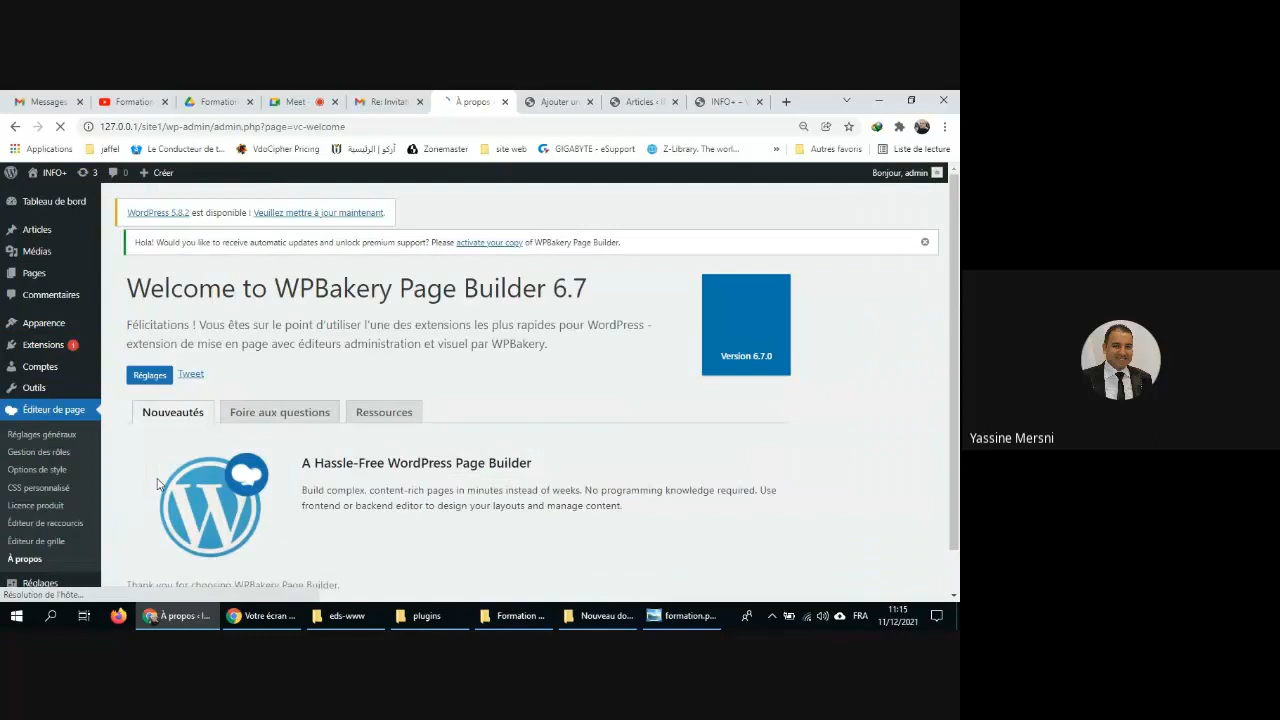 Messages
Formation
Formation
Meet -
Re: Invitat
À propos ‹
Ajouter un
Articles ‹ I
INFO+ – V
127.0.0.1/site1/wp-admin/admin.php?page=vc-welcome
Applications
jaffel
Le Conducteur de t...
VdoCipher Pricing
أركو | الرئيسية
Zonemaster
site web
GIGABYTE - eSupport
Z-Library. The worl...
»
Autres favoris
Liste de lecture
INFO+
3
0
Créer
Bonjour, admin
Tableau de bord
WordPress 5.8.2 est disponible ! Veuillez mettre à jour maintenant.
Articles
Hola! Would you like to receive automatic updates and unlock premium support? Please activate your copy of WPBakery Page Builder.
Médias
Pages
Commentaires
Apparence
Extensions 1
Comptes
Outils
Éditeur de page
Réglages généraux
Gestion des rôles
Options de style
CSS personnalisé
Licence produit
Éditeur de raccourcis
Éditeur de grille
À propos
Réglages
Welcome to WPBakery Page Builder 6.7
Félicitations ! Vous êtes sur le point d'utiliser l'une des extensions les plus rapides pour WordPress -
extension de mise en page avec éditeurs administration et visuel par WPBakery.
Version 6.7.0
Réglages
Tweet
Nouveautés
Foire aux questions
Ressources
A Hassle-Free WordPress Page Builder
Build complex, content-rich pages in minutes instead of weeks. No programming knowledge required. Use
frontend or backend editor to design your layouts and manage content.
Thank you for choosing WPBakery Page Builder.
Résolution de l'hôte...
À propos ‹ I...
Votre écran ...
eds-www
plugins
Formation ...
Nouveau do...
formation.p...
FRA
11:15
11/12/2021
Yassine Mersni